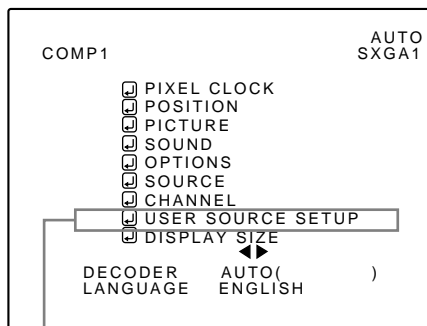 AUTO
COMP1 SXGA1
PIXEL CLOCK
POSITION
PICTURE
SOUND
OPTIONS
SOURCE
CHANNEL
USER SOURCE SETUP
DISPLAY SIZE
DECODER AUTO( )
LANGUAGE ENGLISH